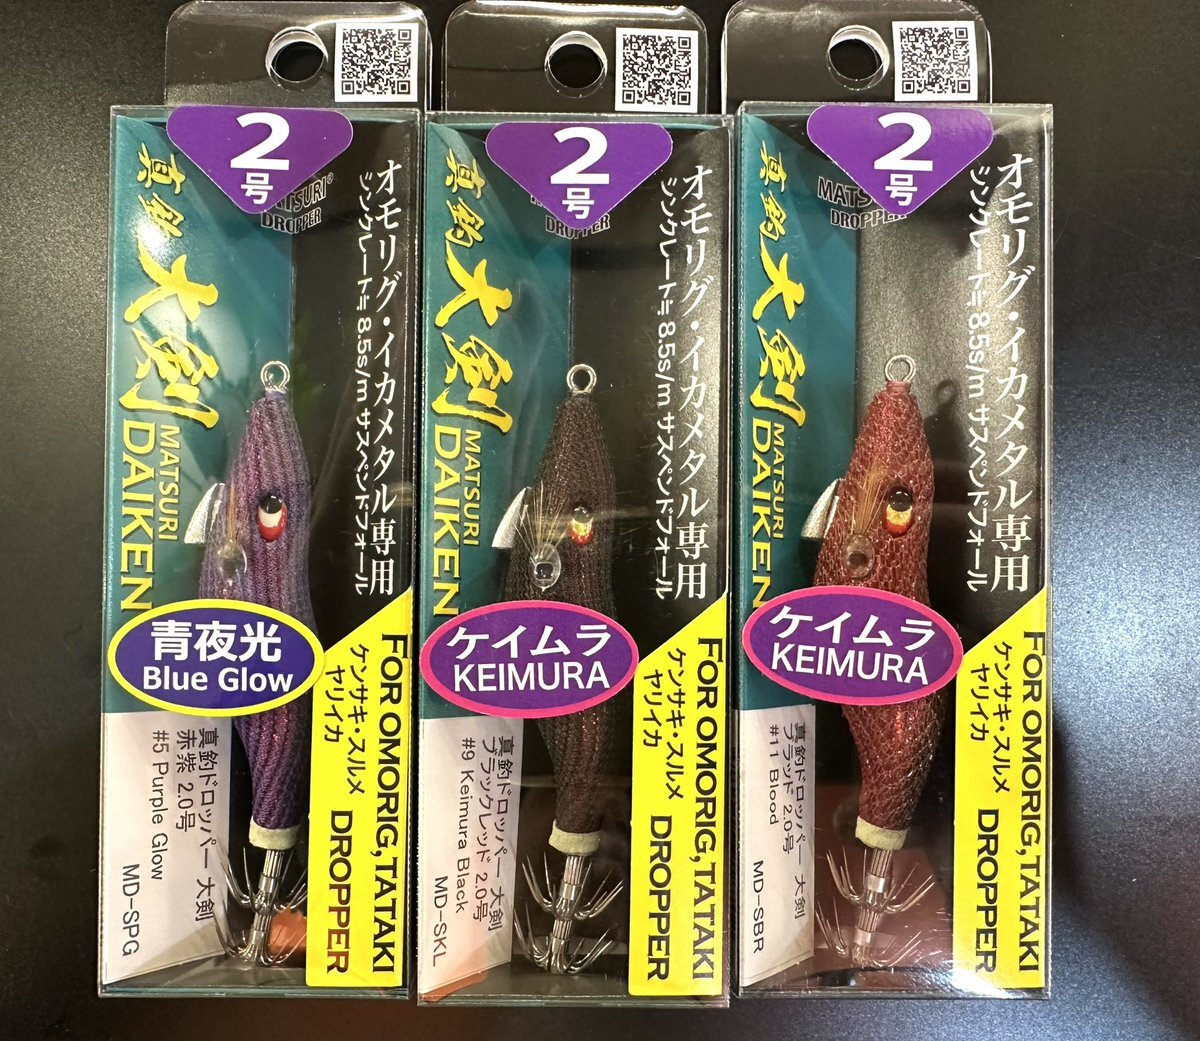 2
号
MATSURI®
DROPPER
真釣
大剣
MATSURI
DAIKEN
オモリグ・イカメタル専用
シンクレート≒8.5s/m サスペンドフォール
青夜光
Blue Glow
FOR OMORIG,TATAKI
ケンサキ・スルメ
ヤリイカ
DROPPER
真釣ドロッパー 大剣
赤紫 2.0号
#5 Purple Glow
MD-SPG
2
号
DROPPER
真釣
大剣
MATSURI
DAIKEN
オモリグ・イカメタル専用
シンクレート≒8.5s/m サスペンドフォール
ケイムラ
KEIMURA
FOR OMORIG,TATAKI
ケンサキ・スルメ
ヤリイカ
DROPPER
真釣ドロッパー 大剣
ブラックレッド 2.0号
#9 Keimura Black
MD-SKL
2
号
DROPPER
真釣
大剣
MATSURI
DAIKEN
オモリグ・イカメタル専用
シンクレート≒8.5s/m サスペンドフォール
ケイムラ
KEIMURA
FOR OMORIG,TATAKI
ケンサキ・スルメ
ヤリイカ
DROPPER
真釣ドロッパー 大剣
ブラッド 2.0号
#11 Blood
MD-SBR